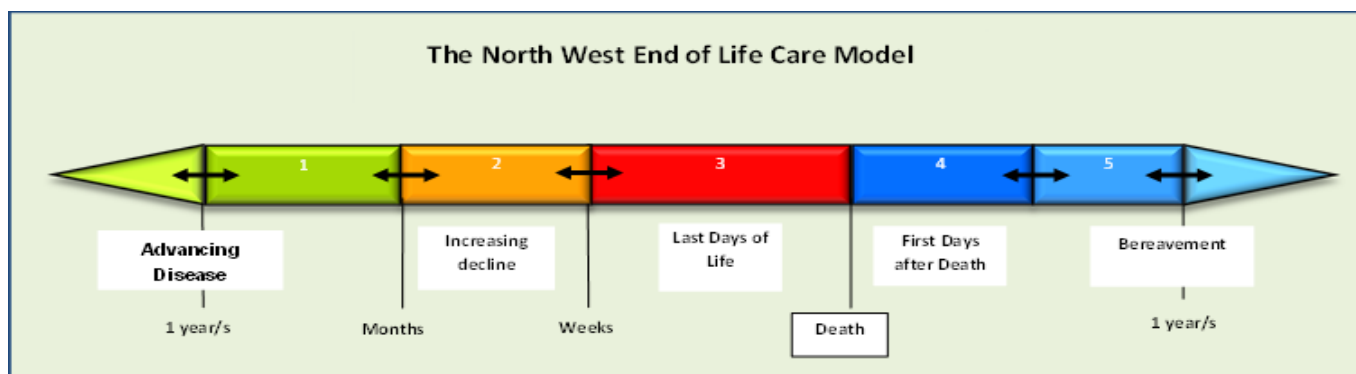 The North West End of Life Care Model
1
2
3
4
5
Advancing
Disease
Increasing
decline
Last Days of
Life
First Days
after Death
Bereavement
1 year/s
Months
Weeks
Death
1 year/s